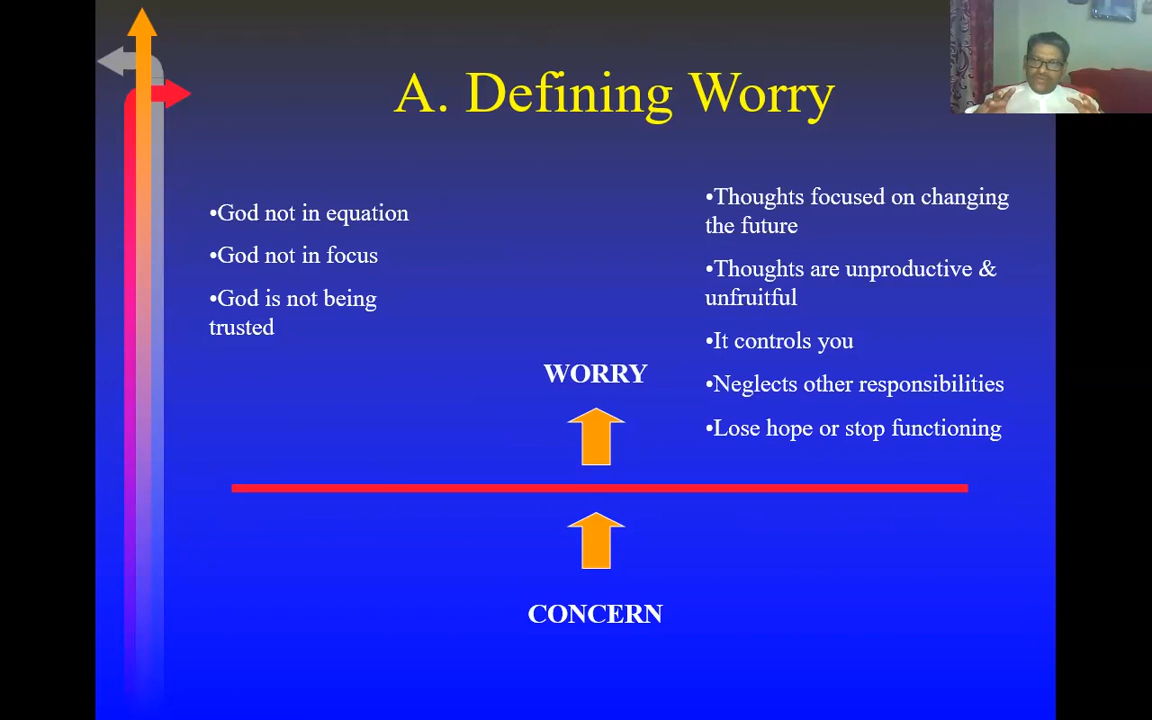 A. Defining Worry
•God not in equation
•God not in focus
•God is not being
trusted
•Thoughts focused on changing
the future
•Thoughts are unproductive &
unfruitful
•It controls you
•Neglects other responsibilities
•Lose hope or stop functioning
WORRY
CONCERN